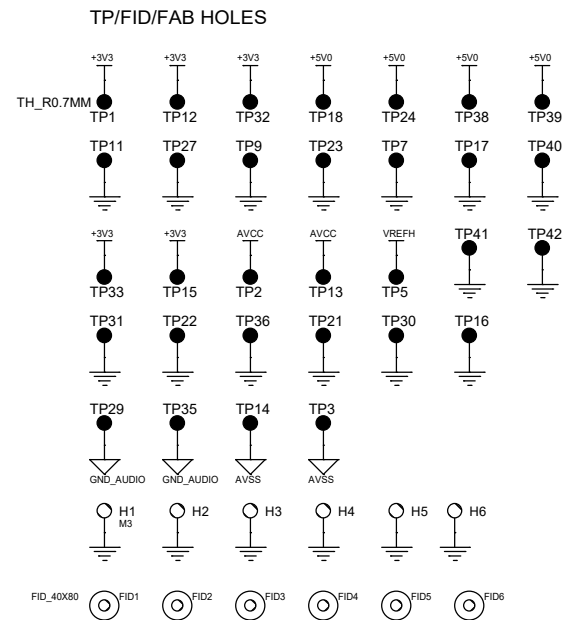 TP/FID/FAB HOLES
+3V3 +3V3 +3V3 +5V0 +5V0 +5V0 +5V0
TH_R0.7MM
TP1 TP12 TP32 TP18 TP24 TP38 TP39
TP11 TP27 TP9 TP23 TP7 TP17 TP40
+3V3 +3V3 AVCC AVCC VREFH TP41 TP42
TP33 TP15 TP2 TP13 TP5
TP31 TP22 TP36 TP21 TP30 TP16
TP29 TP35 TP14 TP3
GND_AUDIO GND_AUDIO AVSS AVSS
H1 H2 H3 H4 H5 H6
M3
FID_40X80 FID1 FID2 FID3 FID4 FID5 FID6